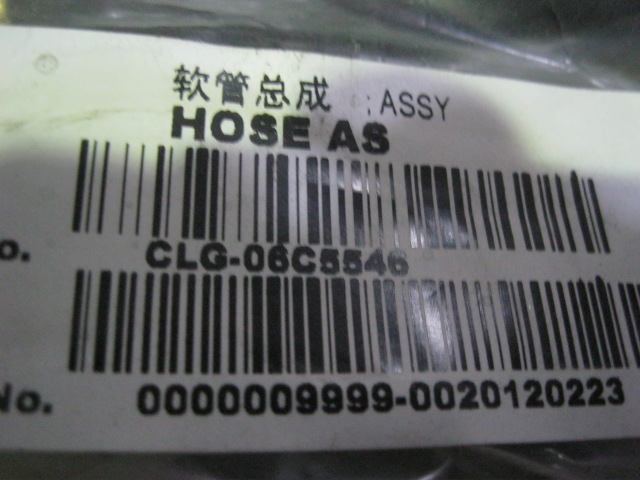 软管总成 ;ASSY
HOSE AS
o. CLG-06C5546
No. 0000009999-0020120223